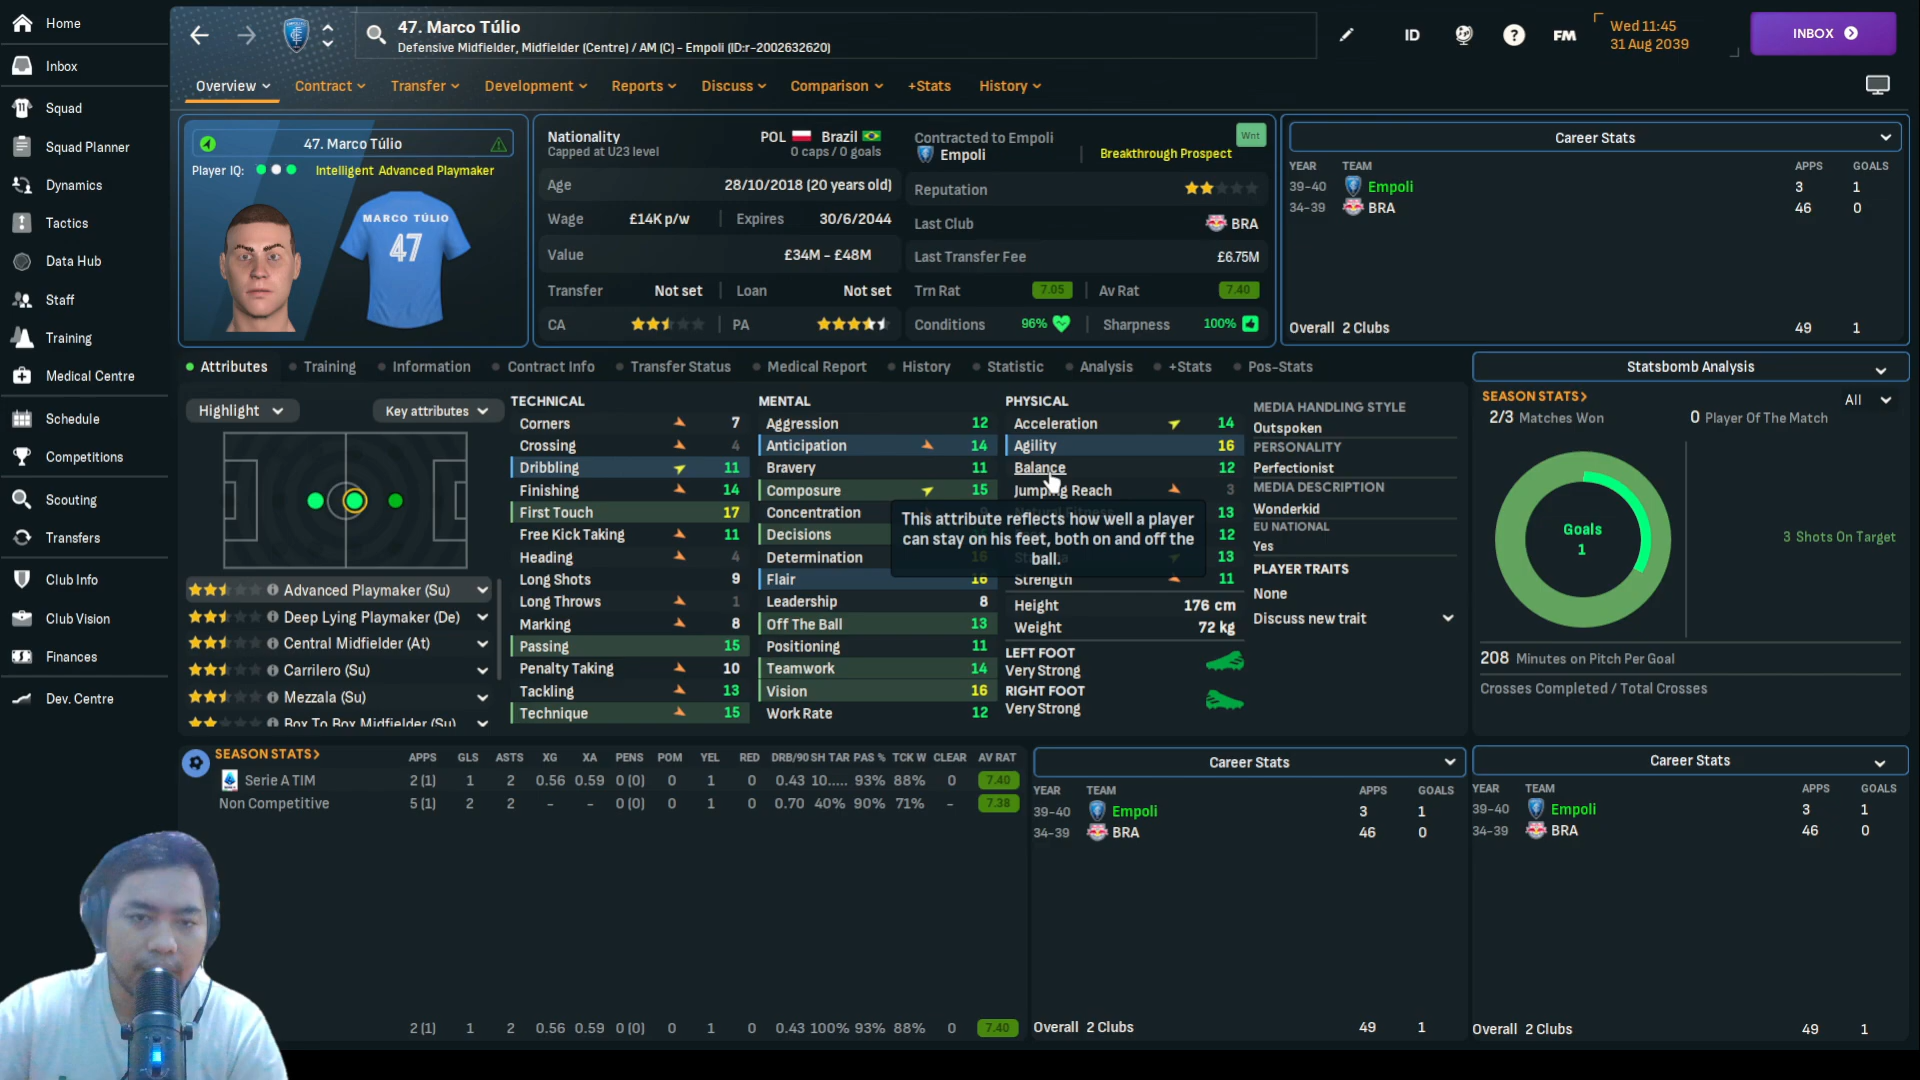 Home
Inbox
Squad
Squad Planner
Dynamics
Tactics
Data Hub
Staff
Training
Medical Centre
Schedule
Competitions
Scouting
Transfers
Club Info
Club Vision
Finances
Dev. Centre
47. Marco Túlio
Defensive Midfielder, Midfielder (Centre) / AM (C) - Empoli (ID:r-2002632620)
ID
FM
Wed 11:45
31 Aug 2039
INBOX
Overview Contract Transfer Development Reports Discuss Comparison +Stats History
47. Marco Túlio
Player IQ: Intelligent Advanced Playmaker
MARCO TÚLIO
47
Nationality POL Brazil
Capped at U23 level 0 caps / 0 goals
Age 28/10/2018 (20 years old)
Wage £14K p/w Expires 30/6/2044
Value £34M - £48M
Transfer Not set Loan Not set
CA PA
Contracted to Empoli Wnt
Empoli Breakthrough Prospect
Reputation
Last Club BRA
Last Transfer Fee £6.75M
Trn Rat 7.05 Av Rat 7.40
Conditions 96% Sharpness 100%
Career Stats
YEAR TEAM APPS GOALS
39-40 Empoli 3 1
34-39 BRA 46 0
Overall 2 Clubs 49 1
Attributes Training Information Contract Info Transfer Status Medical Report History Statistic Analysis +Stats Pos-Stats
Highlight Key attributes
Advanced Playmaker (Su)
Deep Lying Playmaker (De)
Central Midfielder (At)
Carrilero (Su)
Mezzala (Su)
Box To Box Midfielder (Su)
TECHNICAL
Corners 7
Crossing 4
Dribbling 11
Finishing 14
First Touch 17
Free Kick Taking 11
Heading 4
Long Shots 9
Long Throws 1
Marking 8
Passing 15
Penalty Taking 10
Tackling 13
Technique 15
MENTAL
Aggression 12
Anticipation 14
Bravery 11
Composure 15
Concentration
Decisions
Determination
Flair 16
Leadership 8
Off The Ball 13
Positioning 11
Teamwork 14
Vision 16
Work Rate 12
PHYSICAL
Acceleration 14
Agility 16
Balance 12
Jumping Reach 3
13
12
13
Strength 11
This attribute reflects how well a player
can stay on his feet, both on and off the
ball.
Height 176 cm
Weight 72 kg
LEFT FOOT
Very Strong
RIGHT FOOT
Very Strong
MEDIA HANDLING STYLE
Outspoken
PERSONALITY
Perfectionist
MEDIA DESCRIPTION
Wonderkid
EU NATIONAL
Yes
PLAYER TRAITS
None
Discuss new trait
Statsbomb Analysis
SEASON STATS> All
2/3 Matches Won 0 Player Of The Match
Goals
1
3 Shots On Target
208 Minutes on Pitch Per Goal
Crosses Completed / Total Crosses
SEASON STATS> APPS GLS ASTS XG XA PENS POM YEL RED DRB/90 SH TAR PAS % TCK W CLEAR AV RAT
Serie A TIM 2 (1) 1 2 0.56 0.59 0 (0) 0 1 0 0.43 10..... 93% 88% 0 7.40
Non Competitive 5 (1) 2 2 - - 0 (0) 0 1 0 0.70 40% 90% 71% - 7.38
2 (1) 1 2 0.56 0.59 0 (0) 0 1 0 0.43 100% 93% 88% 0 7.40
Career Stats
YEAR TEAM APPS GOALS
39-40 Empoli 3 1
34-39 BRA 46 0
Overall 2 Clubs 49 1
Career Stats
YEAR TEAM APPS GOALS
39-40 Empoli 3 1
34-39 BRA 46 0
Overall 2 Clubs 49 1